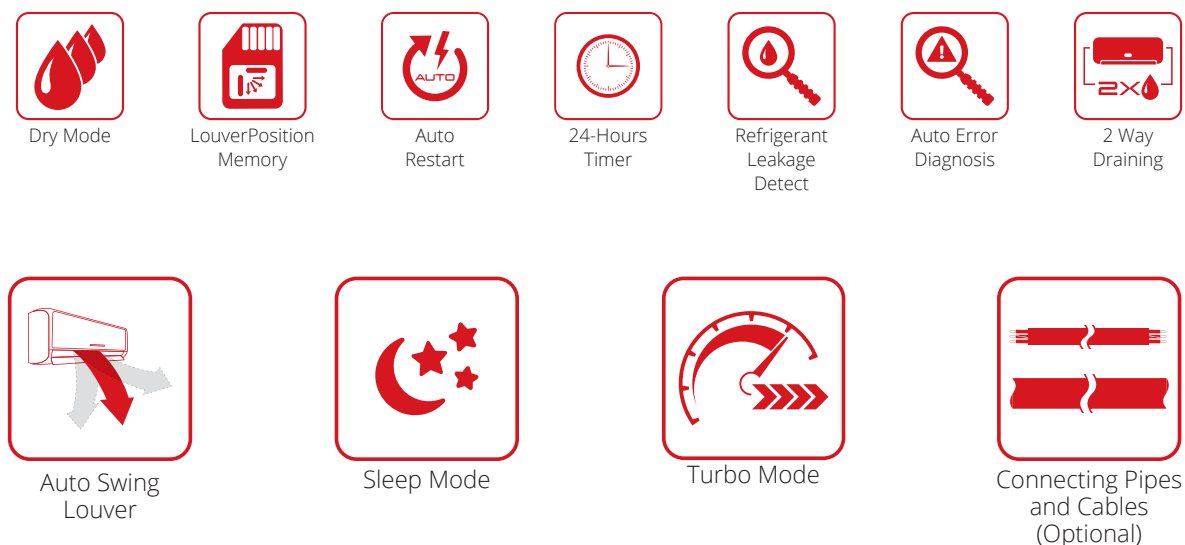 AUTO
2X
Dry Mode
LouverPosition
Memory
Auto
Restart
24-Hours
Timer
Refrigerant
Leakage
Detect
Auto Error
Diagnosis
2 Way
Draining
Auto Swing
Louver
Sleep Mode
Turbo Mode
Connecting Pipes
and Cables
(Optional)